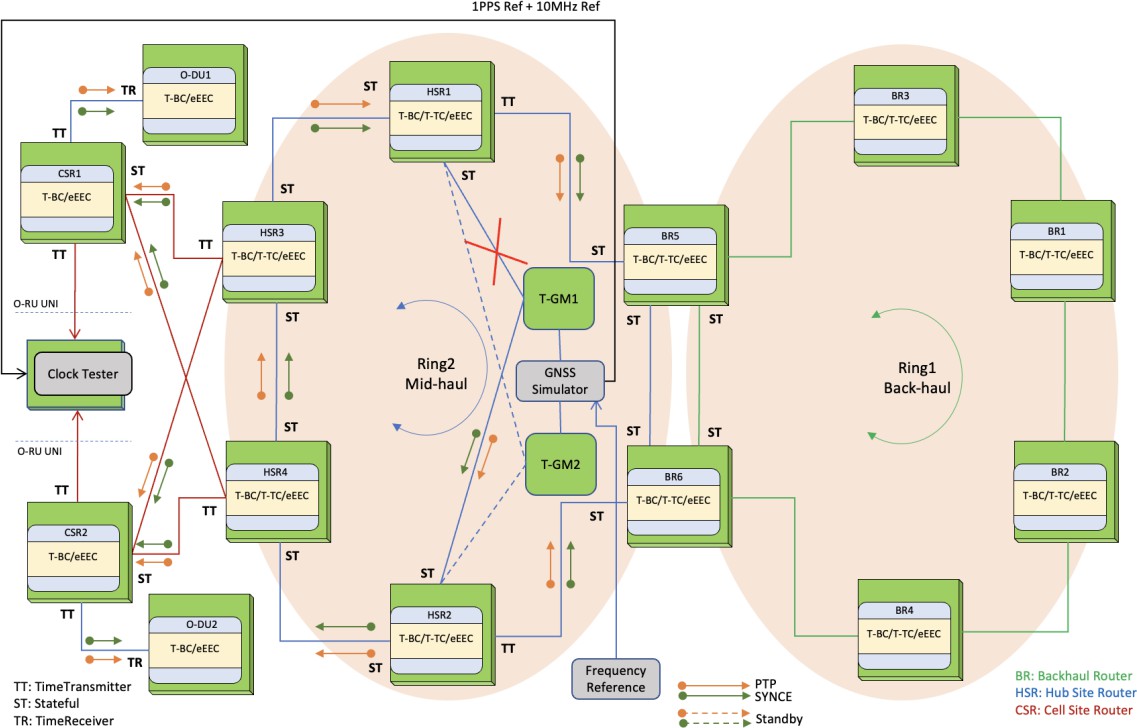 1PPS Ref + 10MHz Ref
O-DU1
T-BC/eEEC
TR
TT
CSR1
T-BC/eEEC
ST
TT
O-RU UNI
Clock Tester
O-RU UNI
TT
CSR2
T-BC/eEEC
ST
TT
O-DU2
T-BC/eEEC
TR
ST
HSR1
T-BC/T-TC/eEEC
TT
ST
ST
TT
HSR3
T-BC/T-TC/eEEC
ST
ST
HSR4
T-BC/T-TC/eEEC
TT
ST
Ring2
Mid-haul
T-GM1
GNSS
Simulator
T-GM2
ST
HSR2
T-BC/T-TC/eEEC
TT
ST
Frequency
Reference
ST
BR5
T-BC/T-TC/eEEC
ST
ST
ST
ST
BR6
T-BC/T-TC/eEEC
ST
BR3
T-BC/T-TC/eEEC
BR1
T-BC/T-TC/eEEC
Ring1
Back-haul
BR2
T-BC/T-TC/eEEC
BR4
T-BC/T-TC/eEEC
TT: TimeTransmitter
ST: Stateful
TR: TimeReceiver
PTP
SYNCE
Standby
BR: Backhaul Router
HSR: Hub Site Router
CSR: Cell Site Router